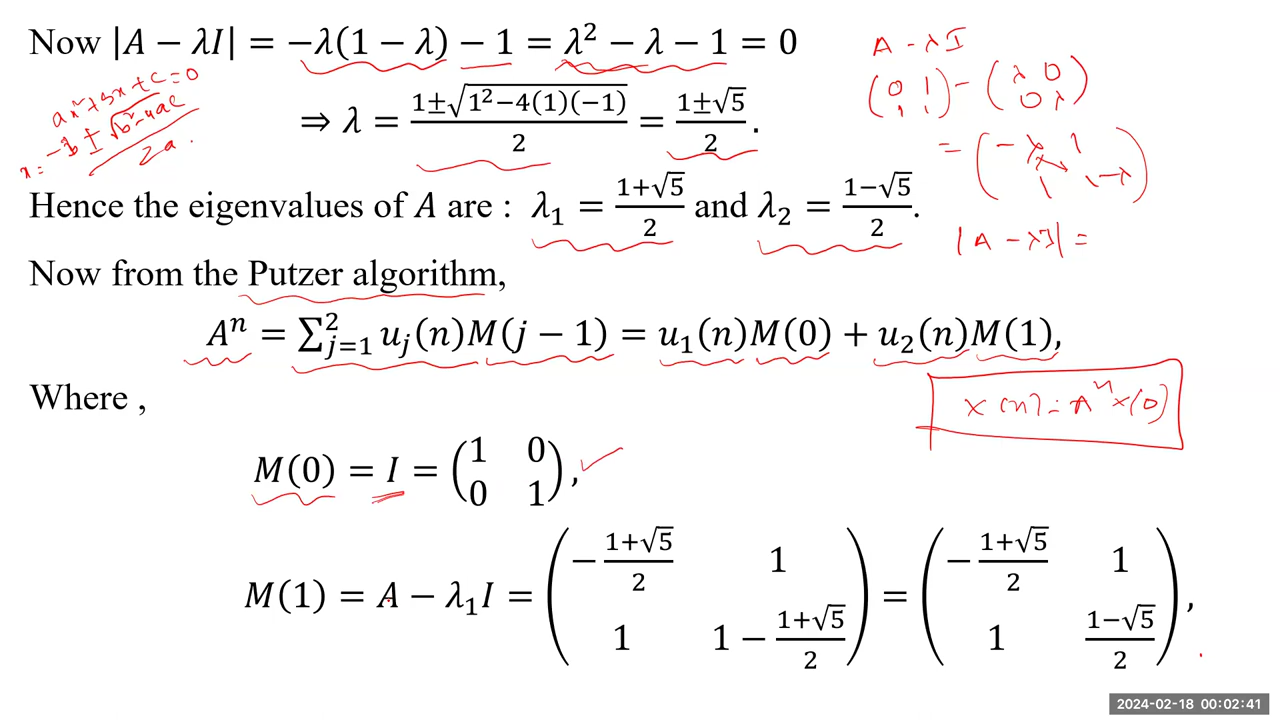 Now |A − λI| = −λ(1 − λ) − 1 = λ² − λ − 1 = 0
A - λI
ax²+bx+c=0
x = -b ± √b²-4ac / 2a
⇒ λ = (1±√(1²−4(1)(−1)))/2 = (1±√5)/2.
(0 1 / 1 1) - (λ 0 / 0 λ)
= (-λ 1 / 1 1-λ)
Hence the eigenvalues of A are : λ₁ = (1+√5)/2 and λ₂ = (1−√5)/2.
|A - λI| =
Now from the Putzer algorithm,
Aⁿ = ∑²ⱼ₌₁ uⱼ(n)M(j − 1) = u₁(n)M(0) + u₂(n)M(1),
Where ,
x(n) = Aⁿx(0)
M(0) = I = (1 0 / 0 1),
M(1) = A − λ₁I = (−(1+√5)/2 1 / 1 1 − (1+√5)/2) = (−(1+√5)/2 1 / 1 (1−√5)/2),
2024-02-18 00:02:41